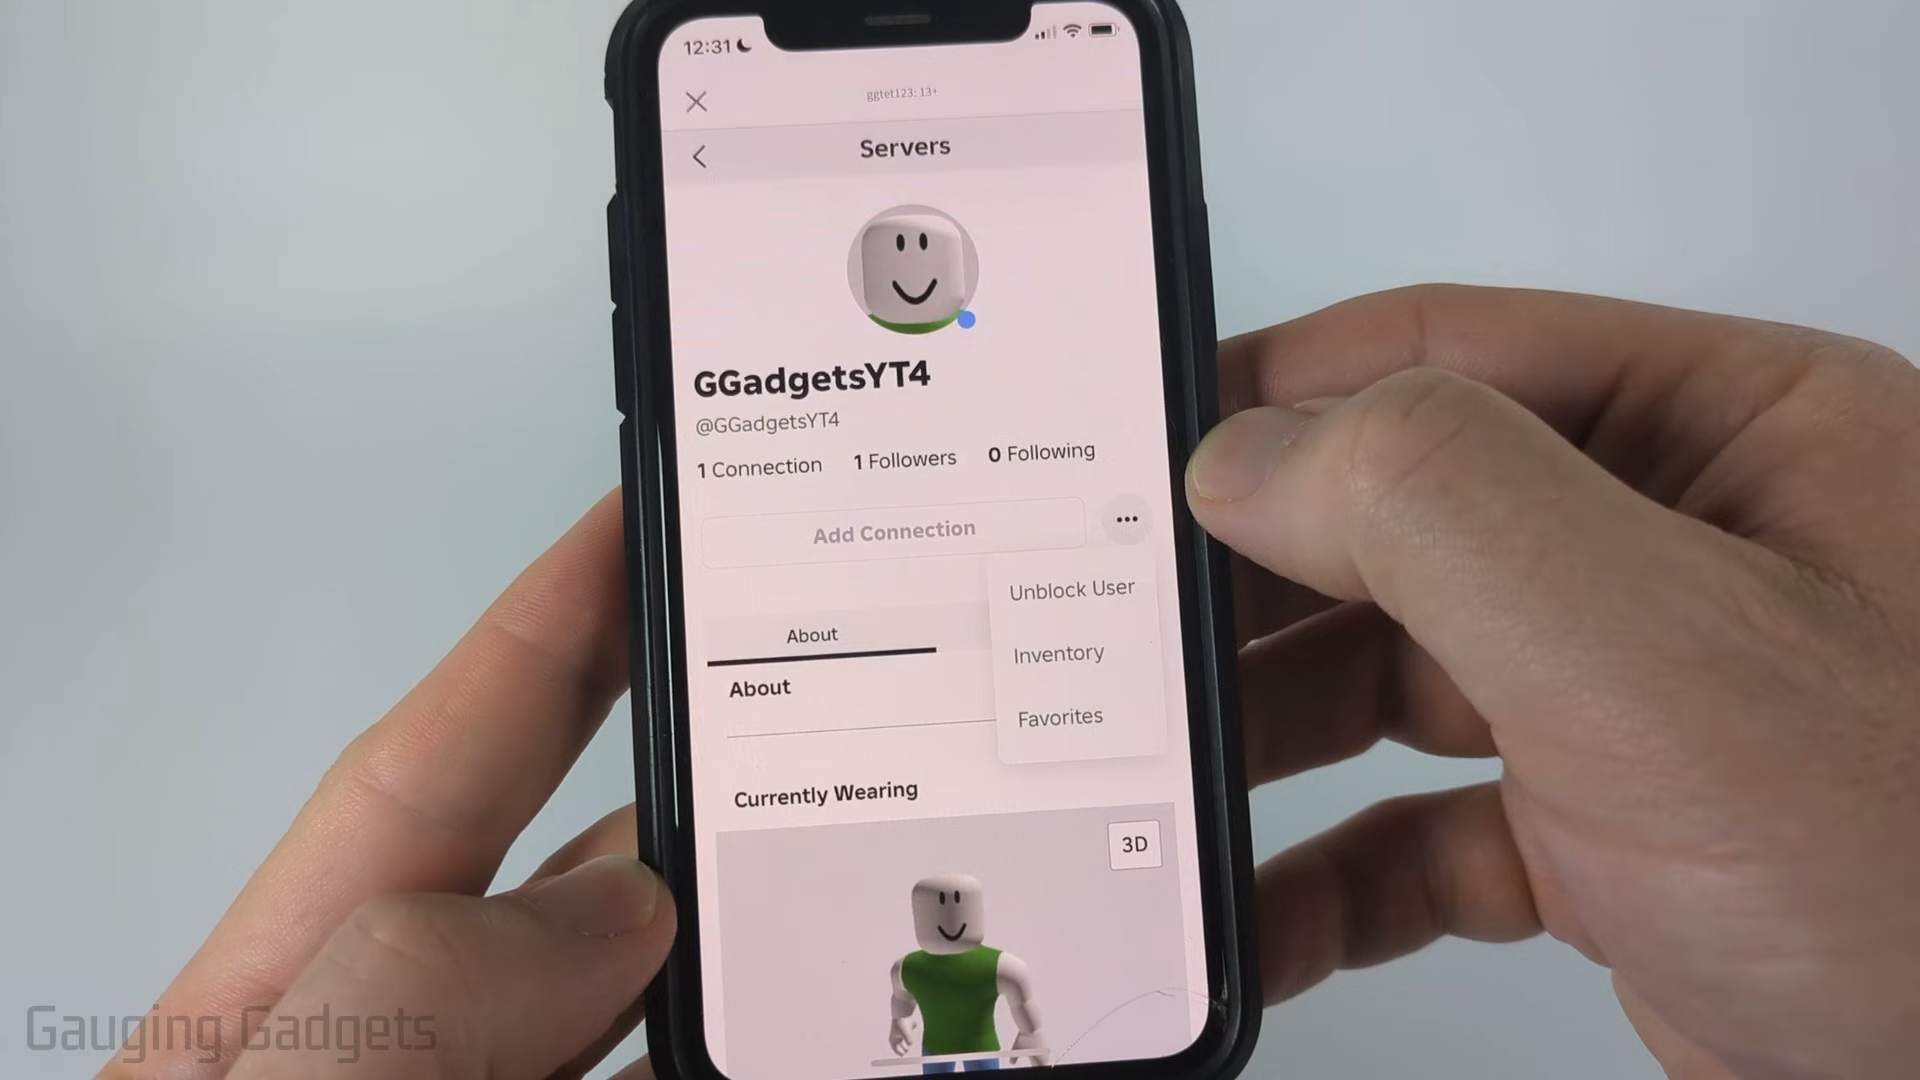 12:31
ggtet123: 13+
Servers
GGadgetsYT4
@GGadgetsYT4
1 Connection 1 Followers 0 Following
Add Connection
Unblock User
About
Inventory
About
Favorites
Currently Wearing
3D
Gauging Gadgets